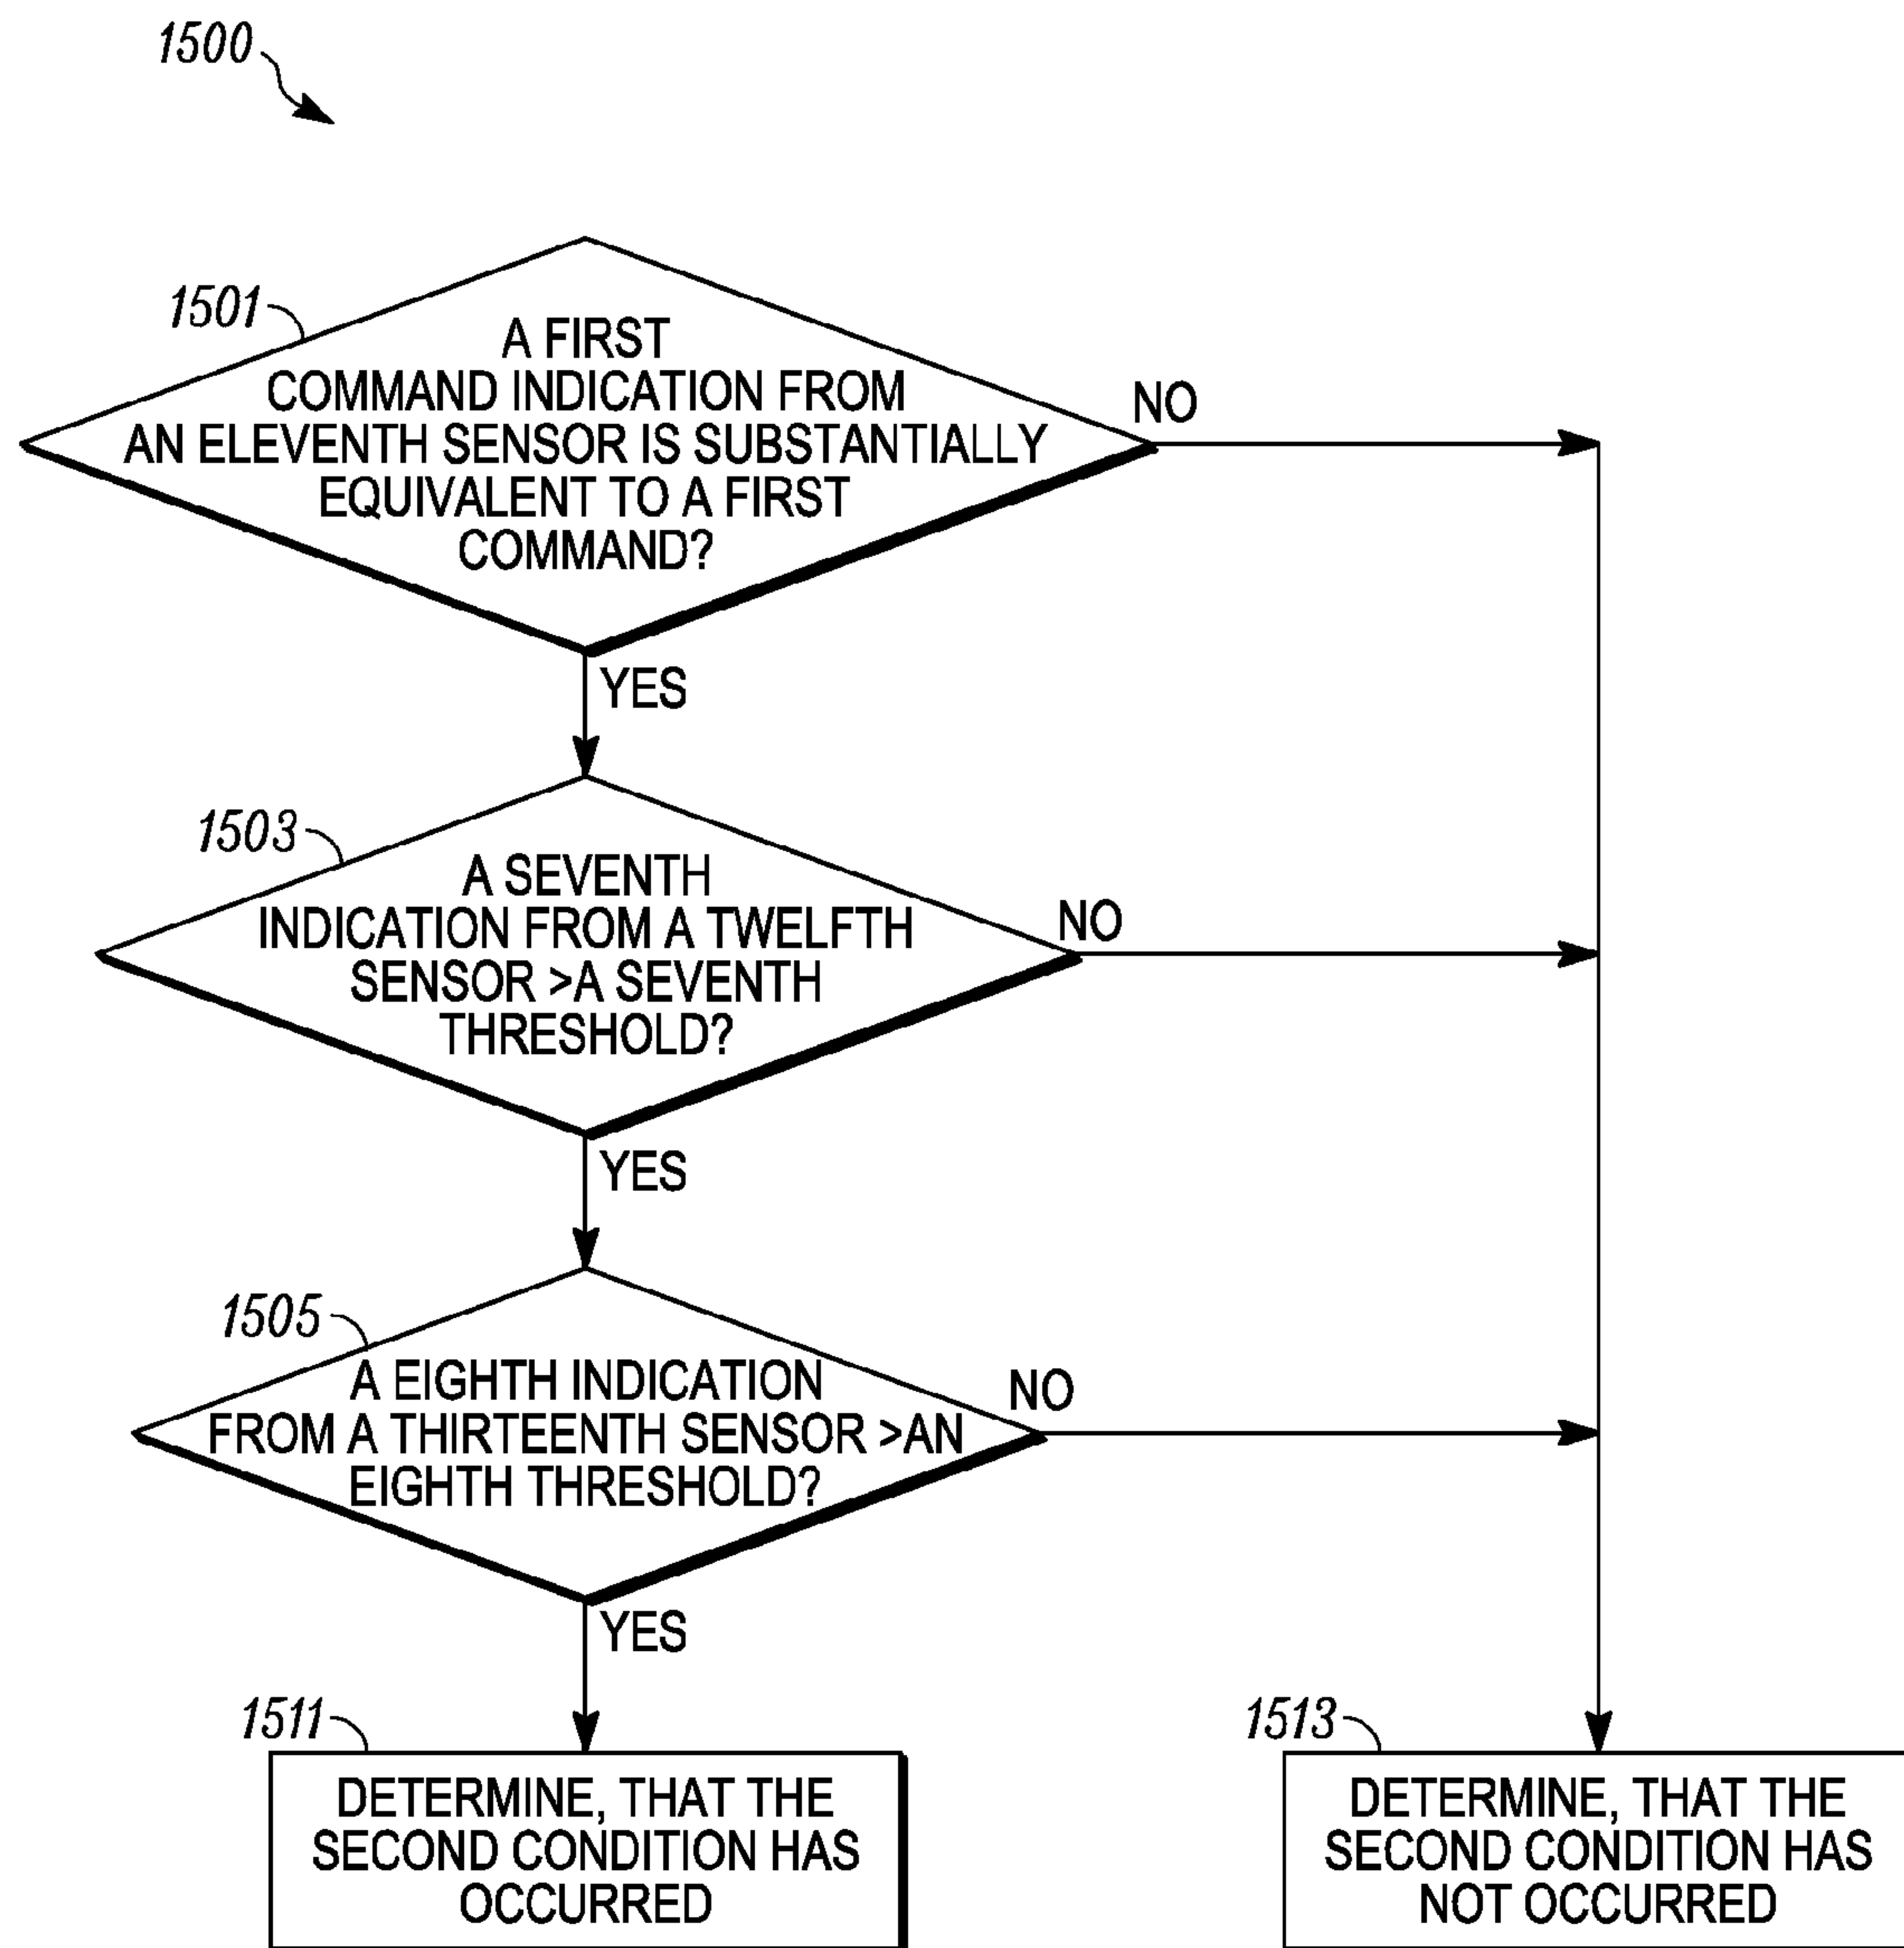 1500
1501
A FIRST
COMMAND INDICATION FROM
AN ELEVENTH SENSOR IS SUBSTANTIALLY
EQUIVALENT TO A FIRST
COMMAND?
NO
YES
1503
A SEVENTH
INDICATION FROM A TWELFTH
SENSOR >A SEVENTH
THRESHOLD?
NO
YES
1505
A EIGHTH INDICATION
FROM A THIRTEENTH SENSOR >AN
EIGHTH THRESHOLD?
NO
YES
1511
DETERMINE, THAT THE
SECOND CONDITION HAS
OCCURRED
1513
DETERMINE, THAT THE
SECOND CONDITION HAS
NOT OCCURRED